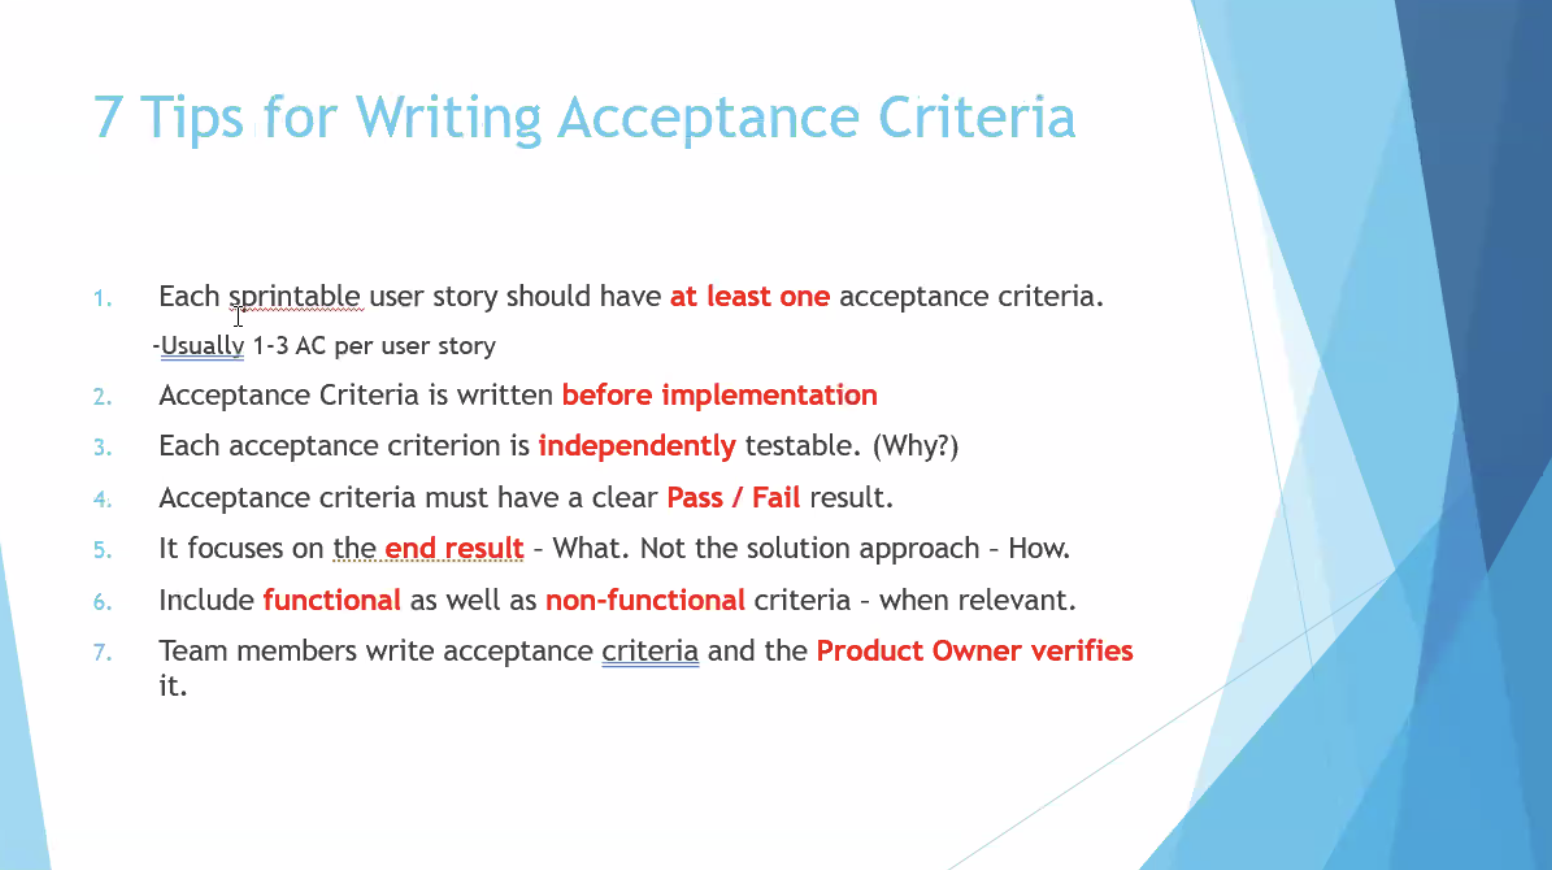 7 Tips for Writing Acceptance Criteria
1. Each sprintable user story should have at least one acceptance criteria.
-Usually 1-3 AC per user story
2. Acceptance Criteria is written before implementation
3. Each acceptance criterion is independently testable. (Why?)
4. Acceptance criteria must have a clear Pass / Fail result.
5. It focuses on the end result – What. Not the solution approach – How.
6. Include functional as well as non-functional criteria – when relevant.
7. Team members write acceptance criteria and the Product Owner verifies
it.